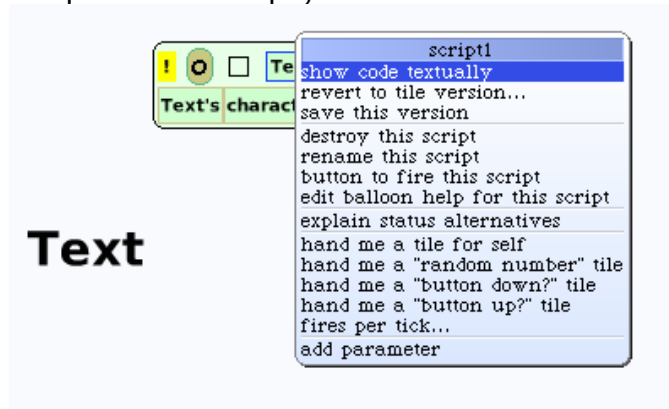 script1
! O Te
show code textually
Text's charact
revert to tile version...
save this version
destroy this script
rename this script
button to fire this script
edit balloon help for this script
explain status alternatives
Text
hand me a tile for self
hand me a "random number" tile
hand me a "button down?" tile
hand me a "button up?" tile
fires per tick...
add parameter